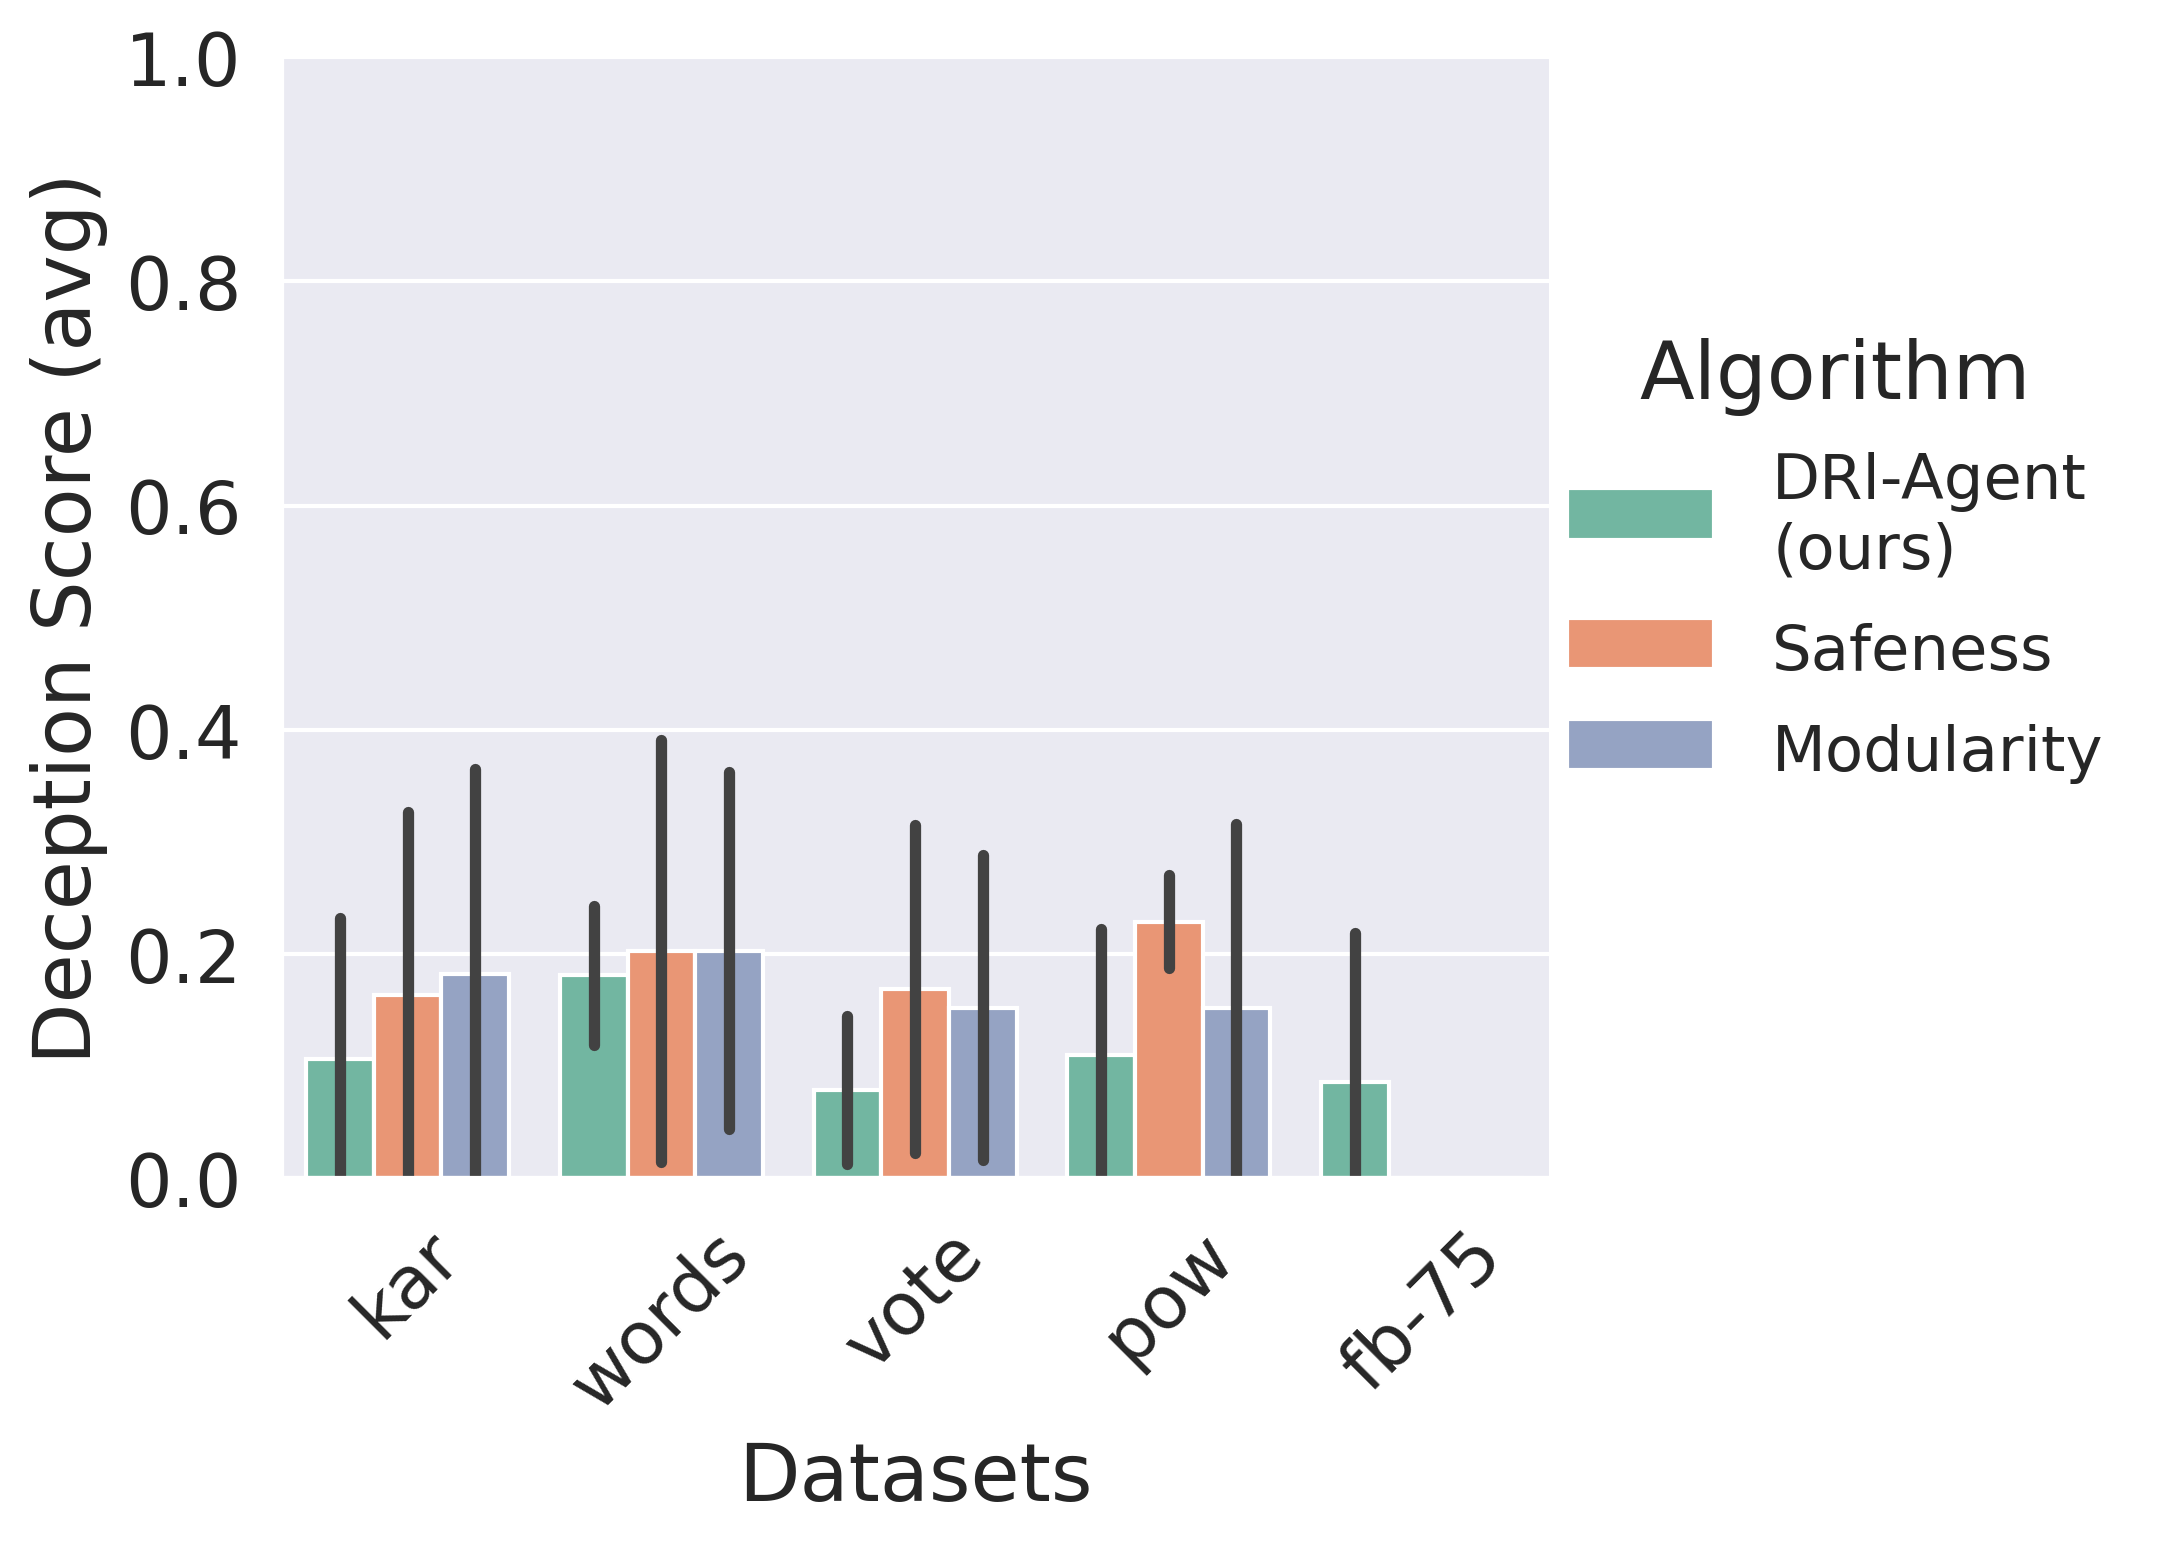 Deception Score (avg)
1.0
0.8
0.6
0.4
0.2
0.0
kar
words
vote
pow
fb-75
Datasets
Algorithm
DRl-Agent
(ours)
Safeness
Modularity